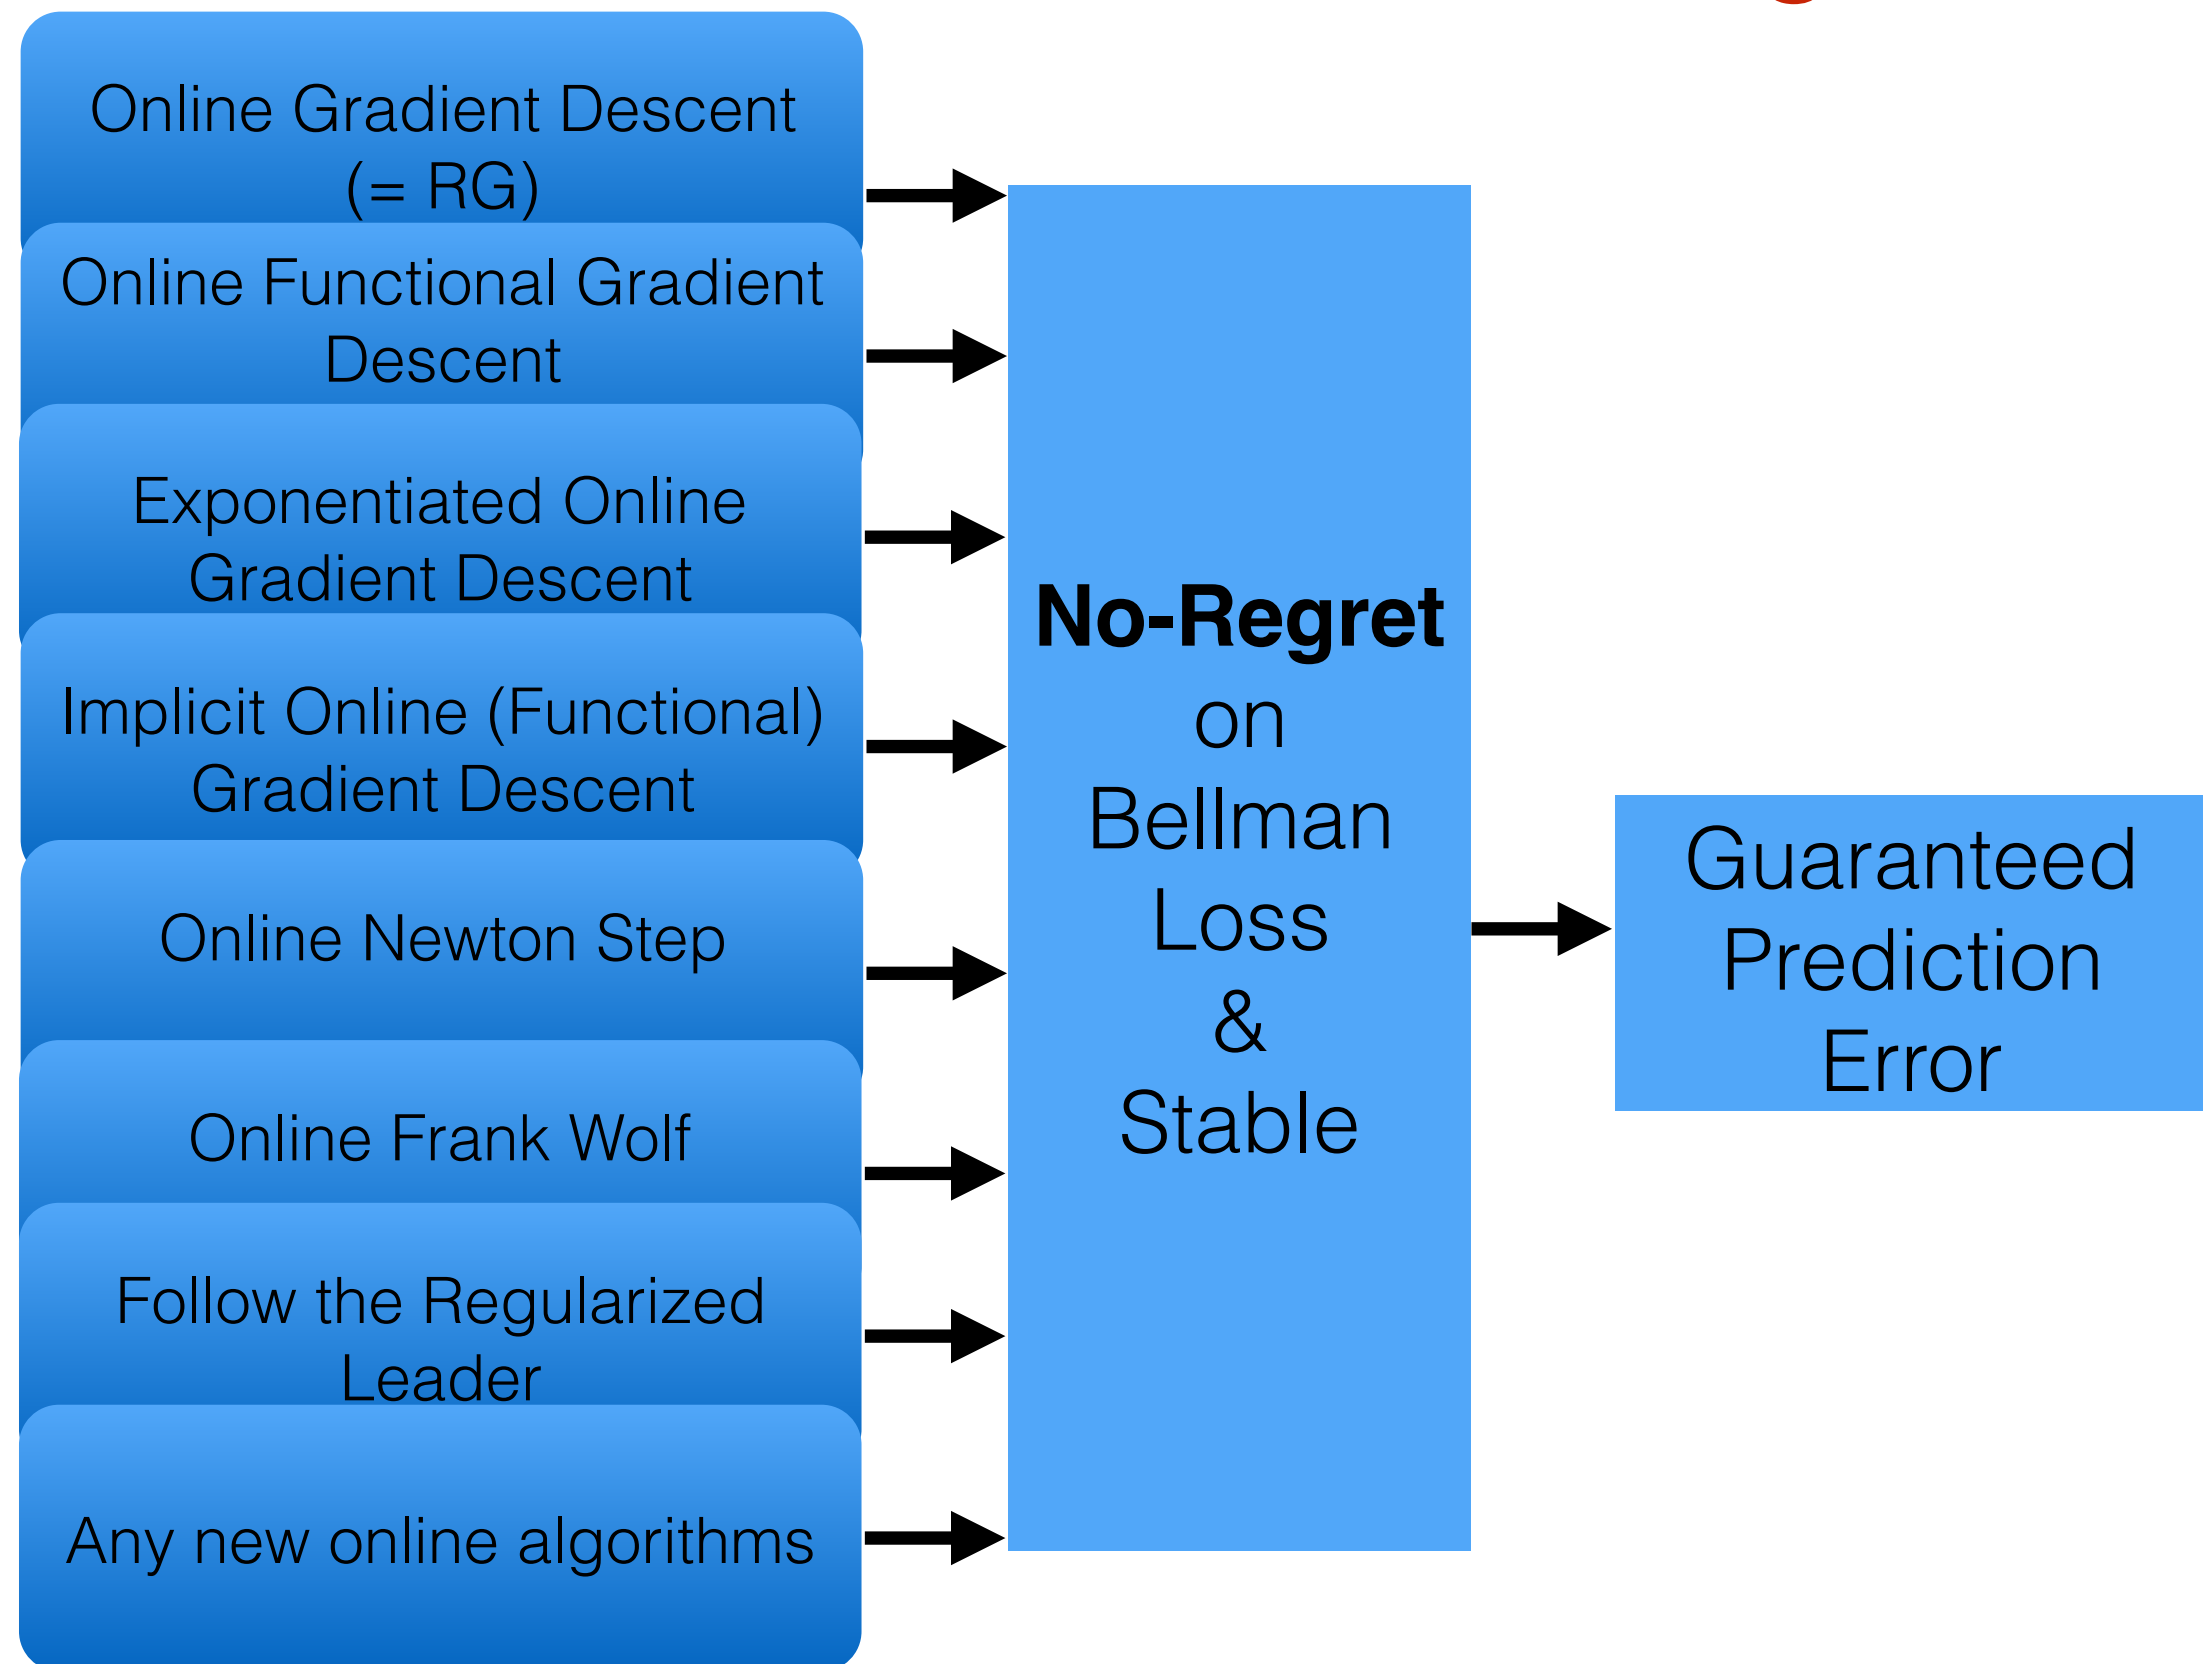 Online Gradient Descent
(= RG)
Online Functional Gradient
Descent
Exponentiated Online
Gradient Descent
Implicit Online (Functional)
Gradient Descent
Online Newton Step
Online Frank Wolf
Follow the Regularized
Leader
Any new online algorithms
No-Regret
on
Bellman
Loss
&
Stable
Guaranteed
Prediction
Error